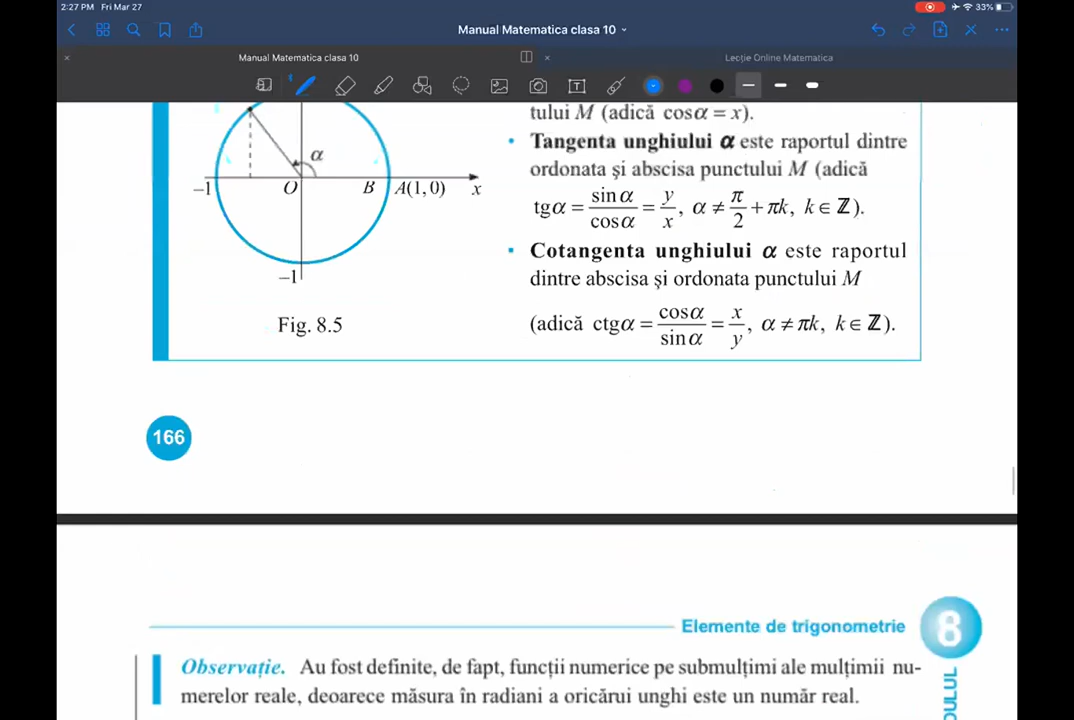 2:27 PM Fri Mar 27
33%
Manual Matematica clasa 10
Manual Matematica clasa 10
Lecție Online Matematica
tului M (adică cosα = x).
• Tangenta unghiului α este raportul dintre
ordonata şi abscisa punctului M (adică
tgα = sinα/cosα = y/x, α ≠ π/2 + πk, k ∈ ℤ).
• Cotangenta unghiului α este raportul
dintre abscisa şi ordonata punctului M
(adică ctgα = cosα/sinα = x/y, α ≠ πk, k ∈ ℤ).
α
–1 O B A(1, 0) x
–1
Fig. 8.5
166
Elemente de trigonometrie 8
Observație. Au fost definite, de fapt, funcții numerice pe submulțimi ale mulțimii nu-
merelor reale, deoarece măsura în radiani a oricărui unghi este un număr real.
DULUL